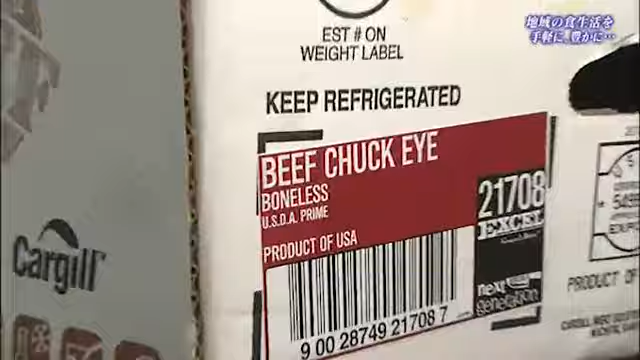 地域の食生活を
手軽に、豊かに…
EST # ON
WEIGHT LABEL
KEEP REFRIGERATED
BEEF CHUCK EYE
BONELESS
U.S.D.A. PRIME
PRODUCT OF USA
21708
EXCEL
next
generation
9 00 28749 21708 7
Cargill
PRODUCT OF